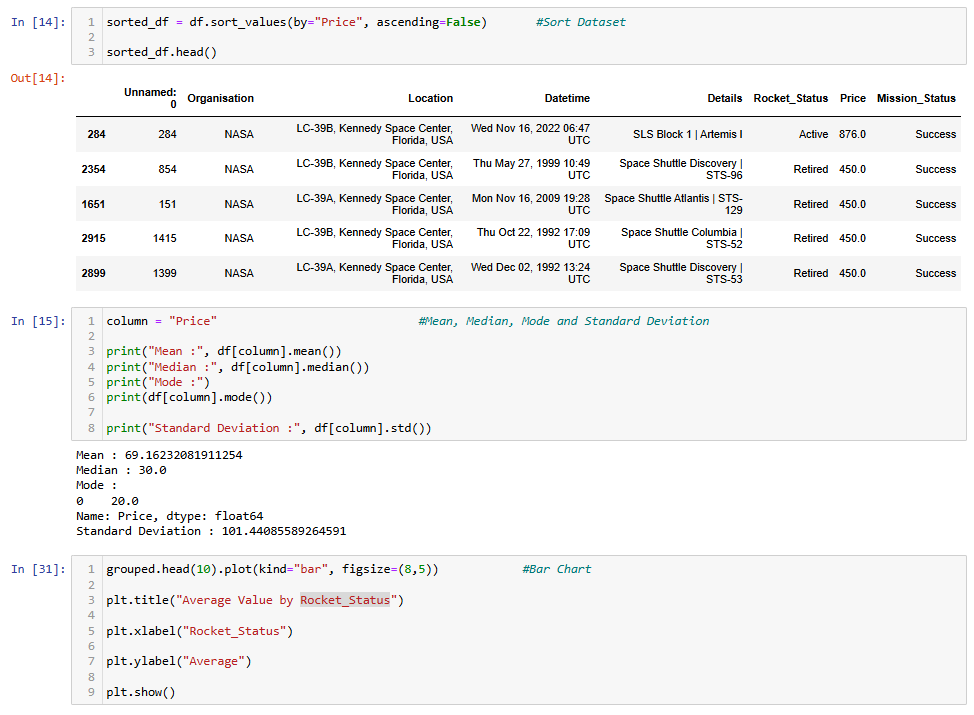 In [14]:
1 sorted_df = df.sort_values(by="Price", ascending=False) #Sort Dataset
2
3 sorted_df.head()
Out[14]:
Unnamed: 0 Organisation Location Datetime Details Rocket_Status Price Mission_Status
284 284 NASA LC-39B, Kennedy Space Center, Florida, USA Wed Nov 16, 2022 06:47 UTC SLS Block 1 | Artemis I Active 876.0 Success
2354 854 NASA LC-39B, Kennedy Space Center, Florida, USA Thu May 27, 1999 10:49 UTC Space Shuttle Discovery | STS-96 Retired 450.0 Success
1651 151 NASA LC-39A, Kennedy Space Center, Florida, USA Mon Nov 16, 2009 19:28 UTC Space Shuttle Atlantis | STS-129 Retired 450.0 Success
2915 1415 NASA LC-39B, Kennedy Space Center, Florida, USA Thu Oct 22, 1992 17:09 UTC Space Shuttle Columbia | STS-52 Retired 450.0 Success
2899 1399 NASA LC-39A, Kennedy Space Center, Florida, USA Wed Dec 02, 1992 13:24 UTC Space Shuttle Discovery | STS-53 Retired 450.0 Success
In [15]:
1 column = "Price" #Mean, Median, Mode and Standard Deviation
2
3 print("Mean :", df[column].mean())
4 print("Median :", df[column].median())
5 print("Mode :")
6 print(df[column].mode())
7
8 print("Standard Deviation :", df[column].std())
Mean : 69.16232081911254
Median : 30.0
Mode :
0 20.0
Name: Price, dtype: float64
Standard Deviation : 101.44085589264591
In [31]:
1 grouped.head(10).plot(kind="bar", figsize=(8,5)) #Bar Chart
2
3 plt.title("Average Value by Rocket_Status")
4
5 plt.xlabel("Rocket_Status")
6
7 plt.ylabel("Average")
8
9 plt.show()